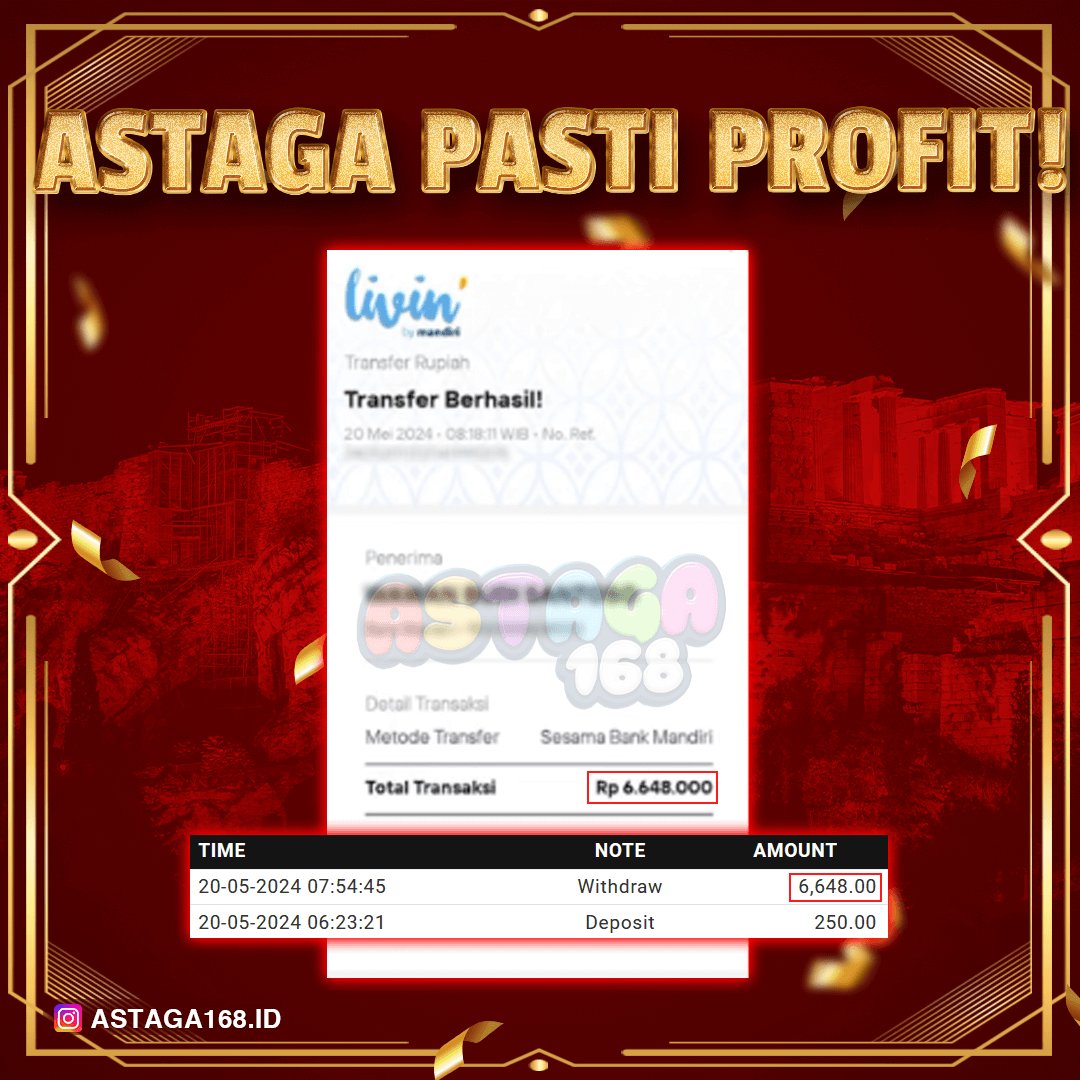 ASTAGA PASTI PROFIT!
livin'
by mandiri
Transfer Rupiah
Transfer Berhasil!
20 Mei 2024 • 08:18:11 WIB • No. Ref.
Penerima
ASTAGA
168
Detail Transaksi
Metode Transfer Sesama Bank Mandiri
Total Transaksi Rp 6.648.000
TIME NOTE AMOUNT
20-05-2024 07:54:45 Withdraw 6,648.00
20-05-2024 06:23:21 Deposit 250.00
ASTAGA168.ID